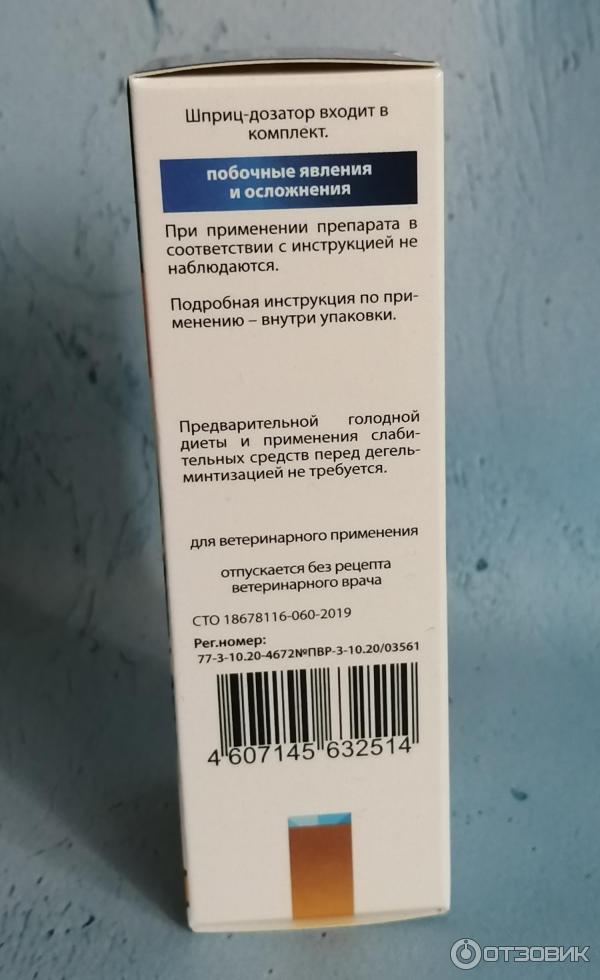 Шприц-дозатор входит в
комплект.
побочные явления
и осложнения
При применении препарата в
соответствии с инструкцией не
наблюдаются.
Подробная инструкция по при-
менению – внутри упаковки.
Предварительной голодной
диеты и применения слаби-
тельных средств перед дегель-
минтизацией не требуется.
для ветеринарного применения
отпускается без рецепта
ветеринарного врача
СТО 18678116-060-2019
Рег.номер:
77-3-10.20-4672№ПВР-3-10.20/03561
4 607145 632514
ОТЗОВИК